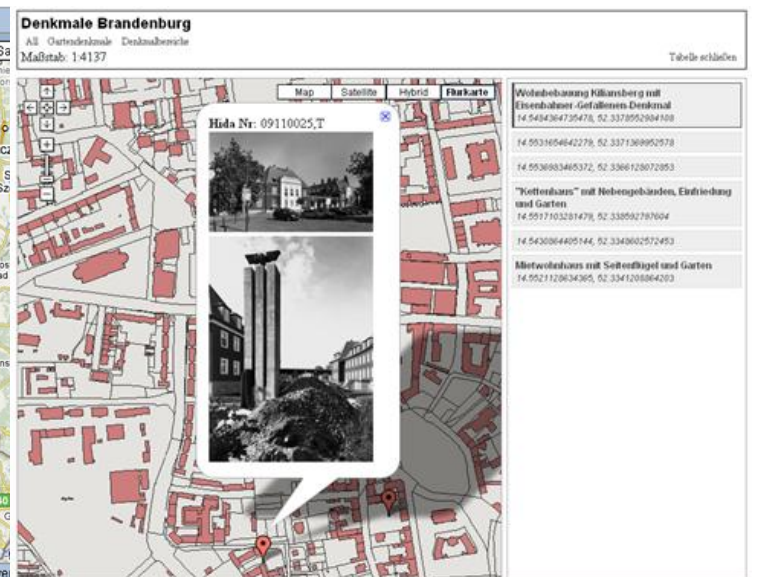 Denkmale Brandenburg
All Gartendenkmale Denkmalbereiche
Maßstab: 1:4137
Tabelle schließen
Map Satellite Hybrid Flurkarte
Hida Nr: 09110025,T
Wohnbebauung Kiliansberg mit
Eisenbahner-Gefallenen-Denkmal
14.5484364735478, 52.3378552984108
14.5531654642279, 52.3371369952578
14.5536983465372, 52.3366128072853
"Kettenhaus" mit Nebengebäuden, Einfriedung
und Garten
14.5517103281479, 52.338592797604
14.5430864405144, 52.3348602572453
Mietwohnhaus mit Seitenflügel und Garten
14.5521128634365, 52.3341208864203